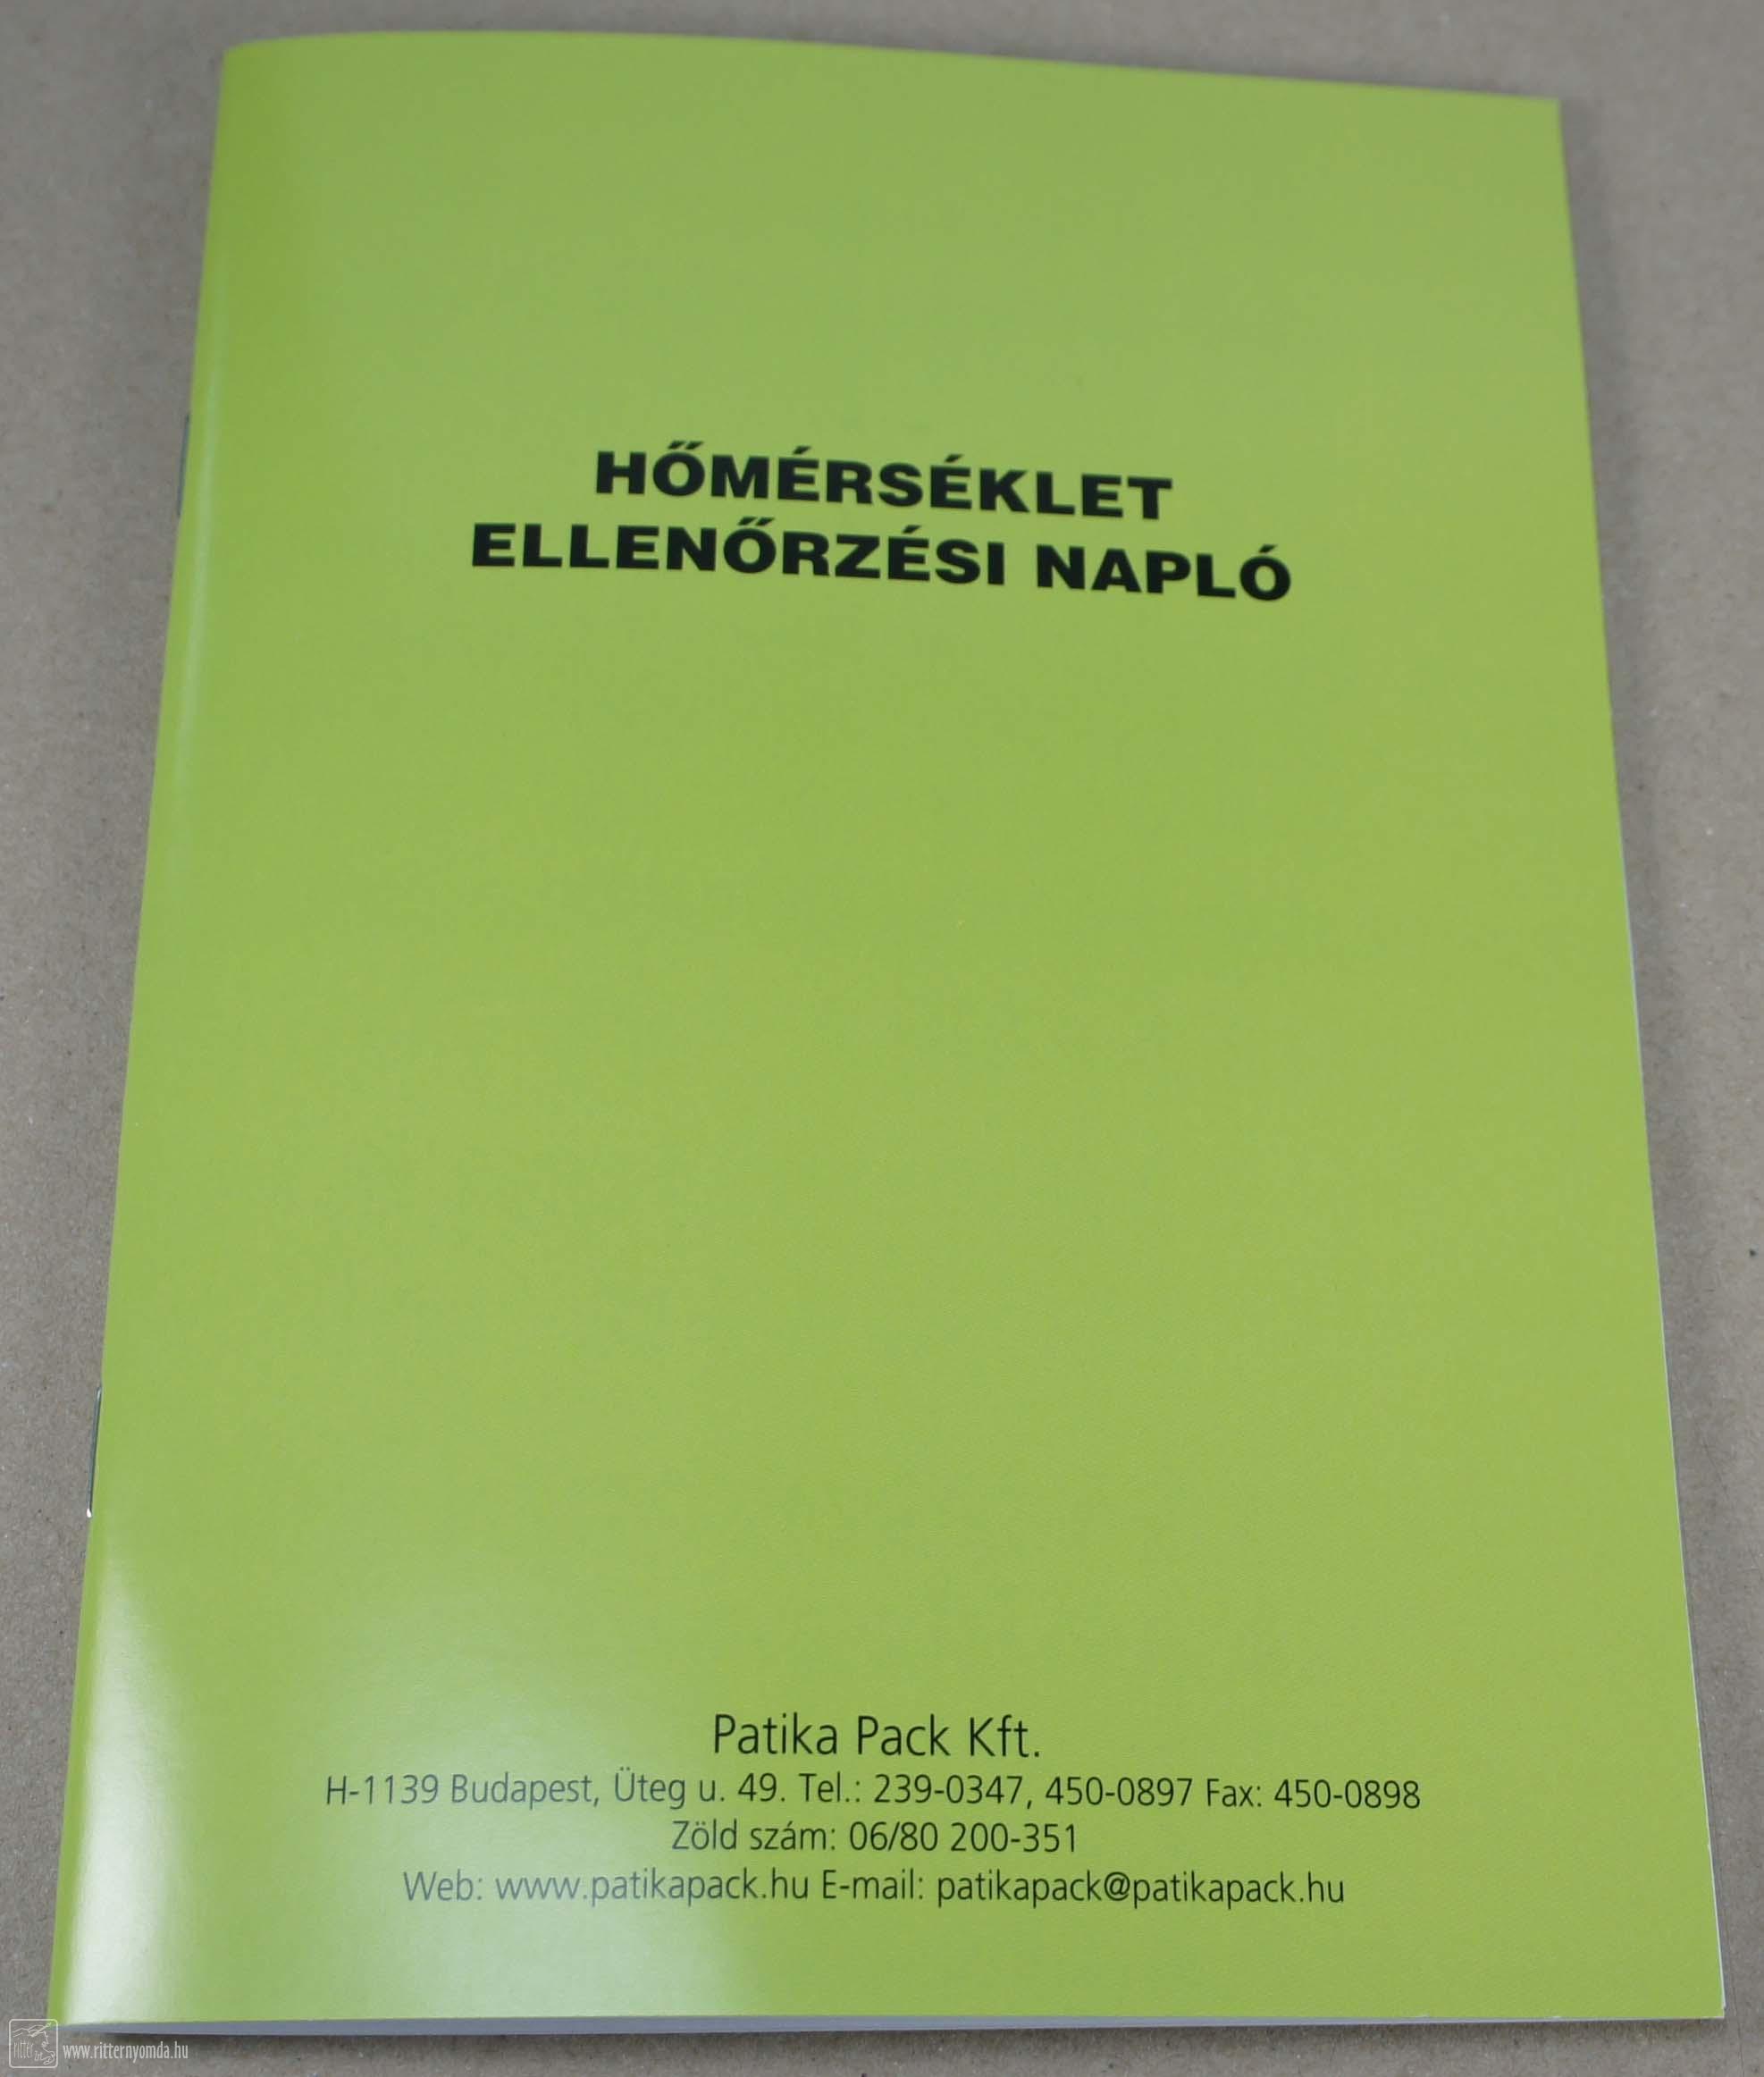 HŐMÉRSÉKLET
ELLENŐRZÉSI NAPLÓ
Patika Pack Kft.
H-1139 Budapest, Üteg u. 49. Tel.: 239-0347, 450-0897 Fax: 450-0898
Zöld szám: 06/80 200-351
Web: www.patikapack.hu E-mail: patikapack@patikapack.hu
ritter
www.ritternyomda.hu